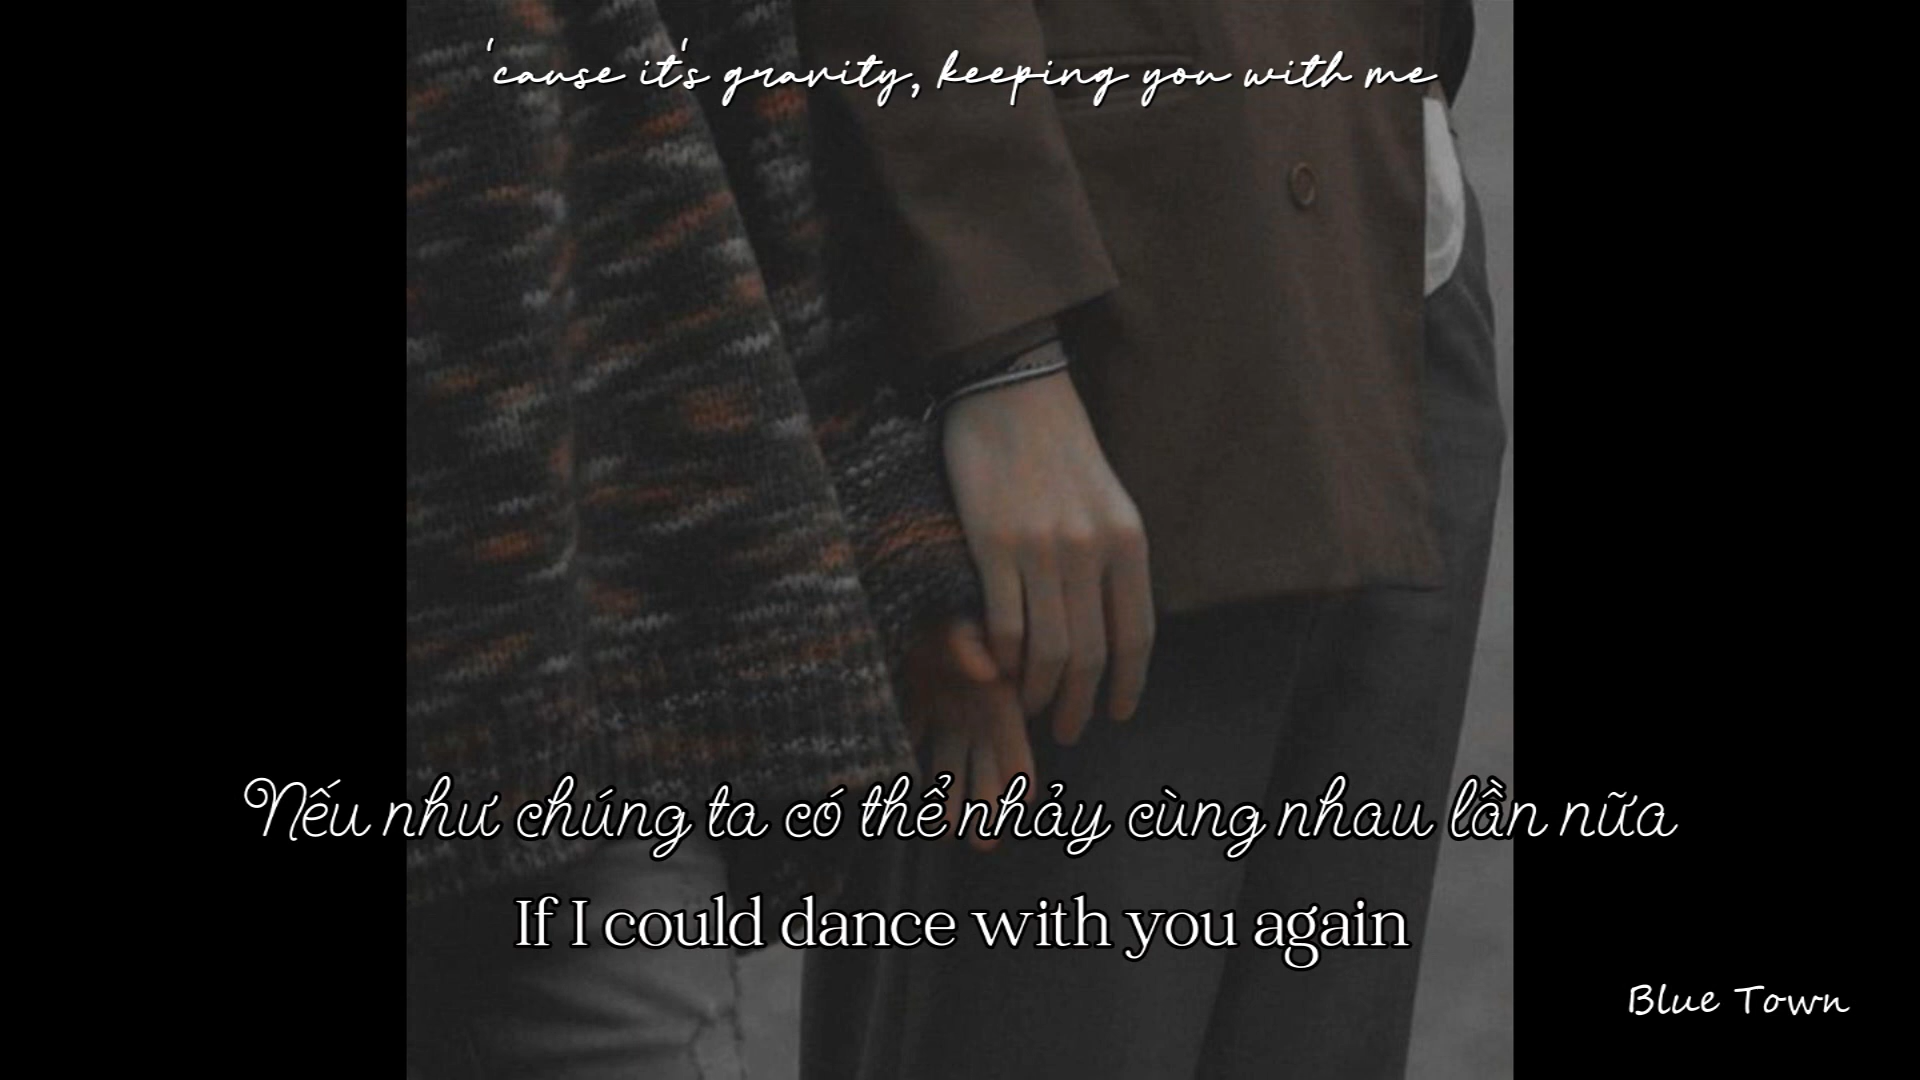 'cause it's gravity, keeping you with me
Nếu như chúng ta có thể nhảy cùng nhau lần nữa
If I could dance with you again
Blue Town